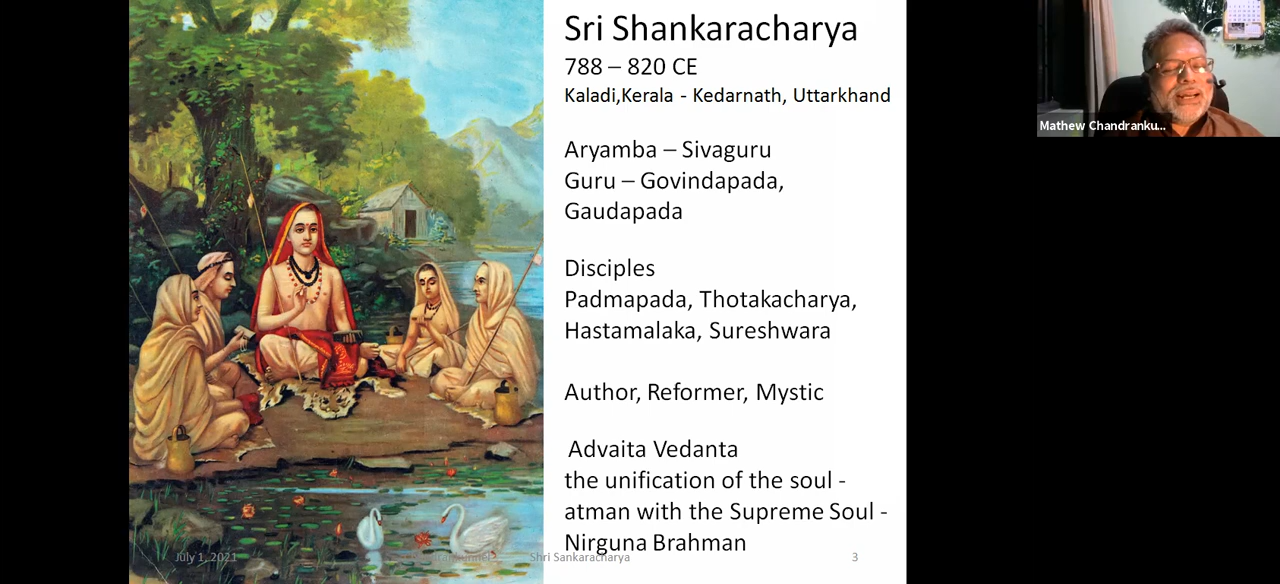 Sri Shankaracharya
788 – 820 CE
Kaladi,Kerala - Kedarnath, Uttarkhand
Aryamba – Sivaguru
Guru – Govindapada,
Gaudapada
Disciples
Padmapada, Thotakacharya,
Hastamalaka, Sureshwara
Author, Reformer, Mystic
Advaita Vedanta
the unification of the soul -
atman with the Supreme Soul -
Nirguna Brahman
July 1, 2021
Shri Sankaracharya
3
Mathew Chandranku...